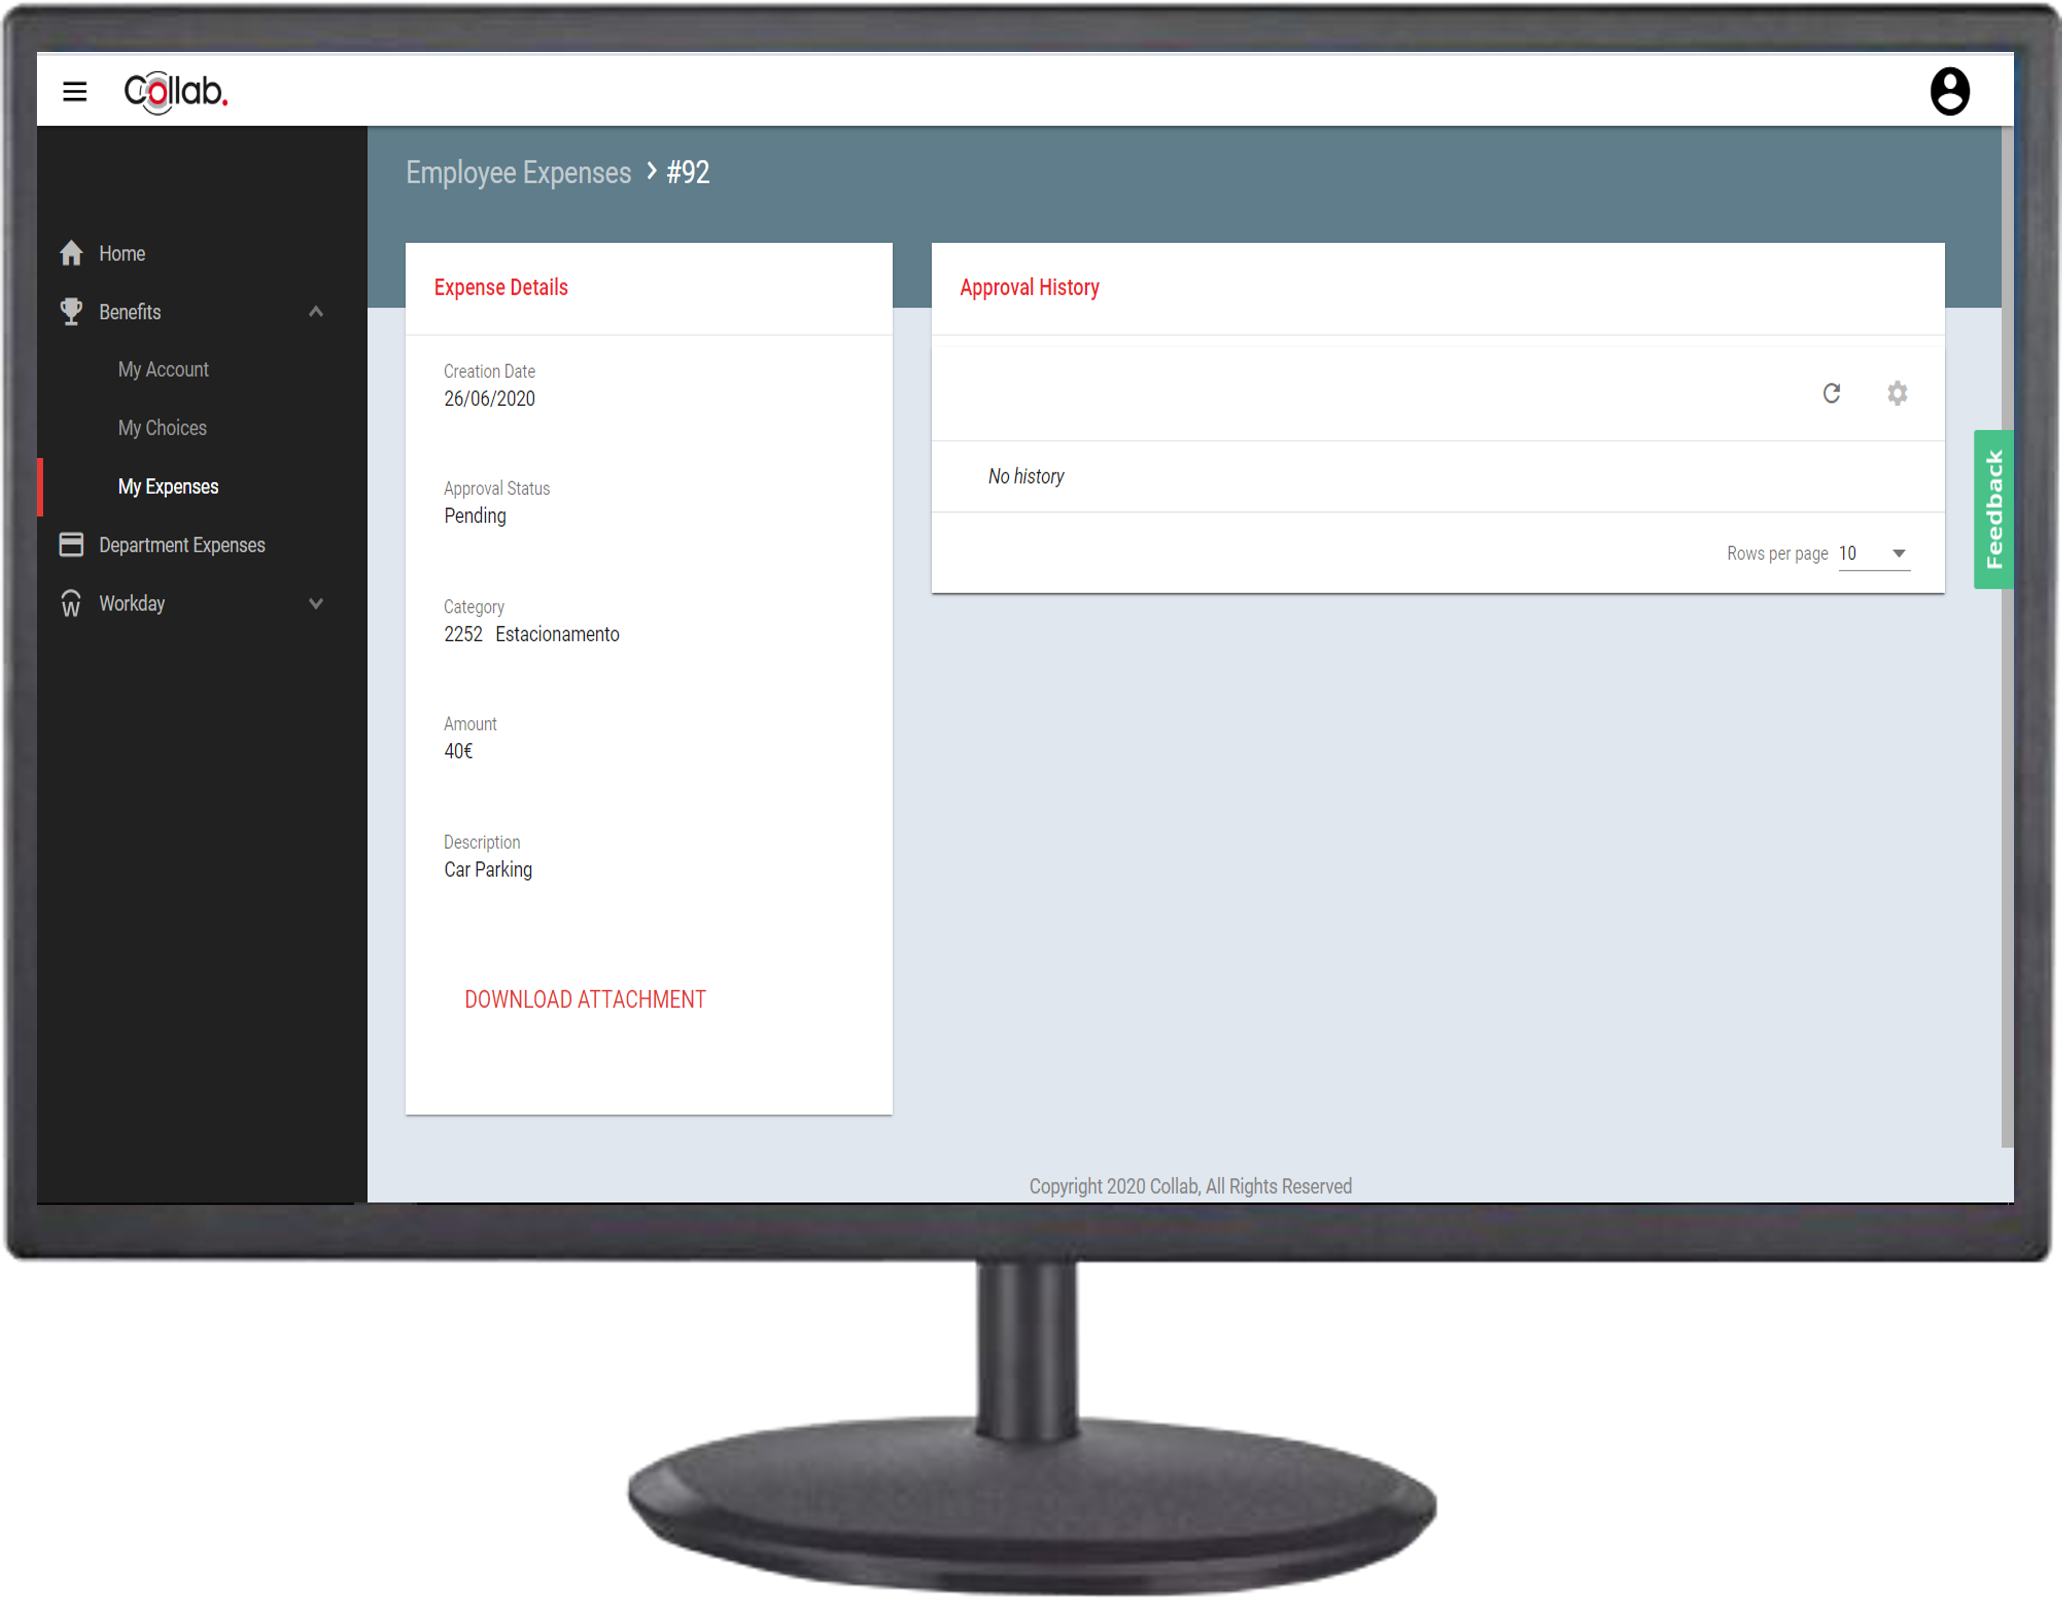 Collab.
Employee Expenses > #92
Home
Benefits
My Account
My Choices
My Expenses
Department Expenses
Workday
Expense Details
Creation Date
26/06/2020
Approval Status
Pending
Category
2252 Estacionamento
Amount
40€
Description
Car Parking
DOWNLOAD ATTACHMENT
Approval History
No history
Rows per page 10
Feedback
Copyright 2020 Collab, All Rights Reserved